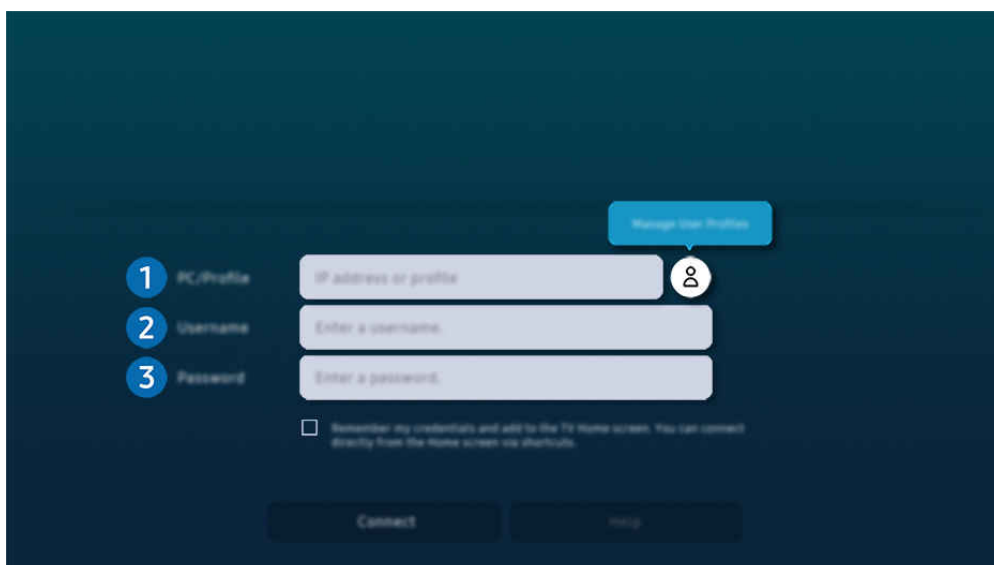 Manage User Profiles
1 PC/Profile IP address or profile
2 Username Enter a username.
3 Password Enter a password.
Remember my credentials and add to the TV Home screen. You can connect
directly from the Home screen via shortcuts.
Connect Help